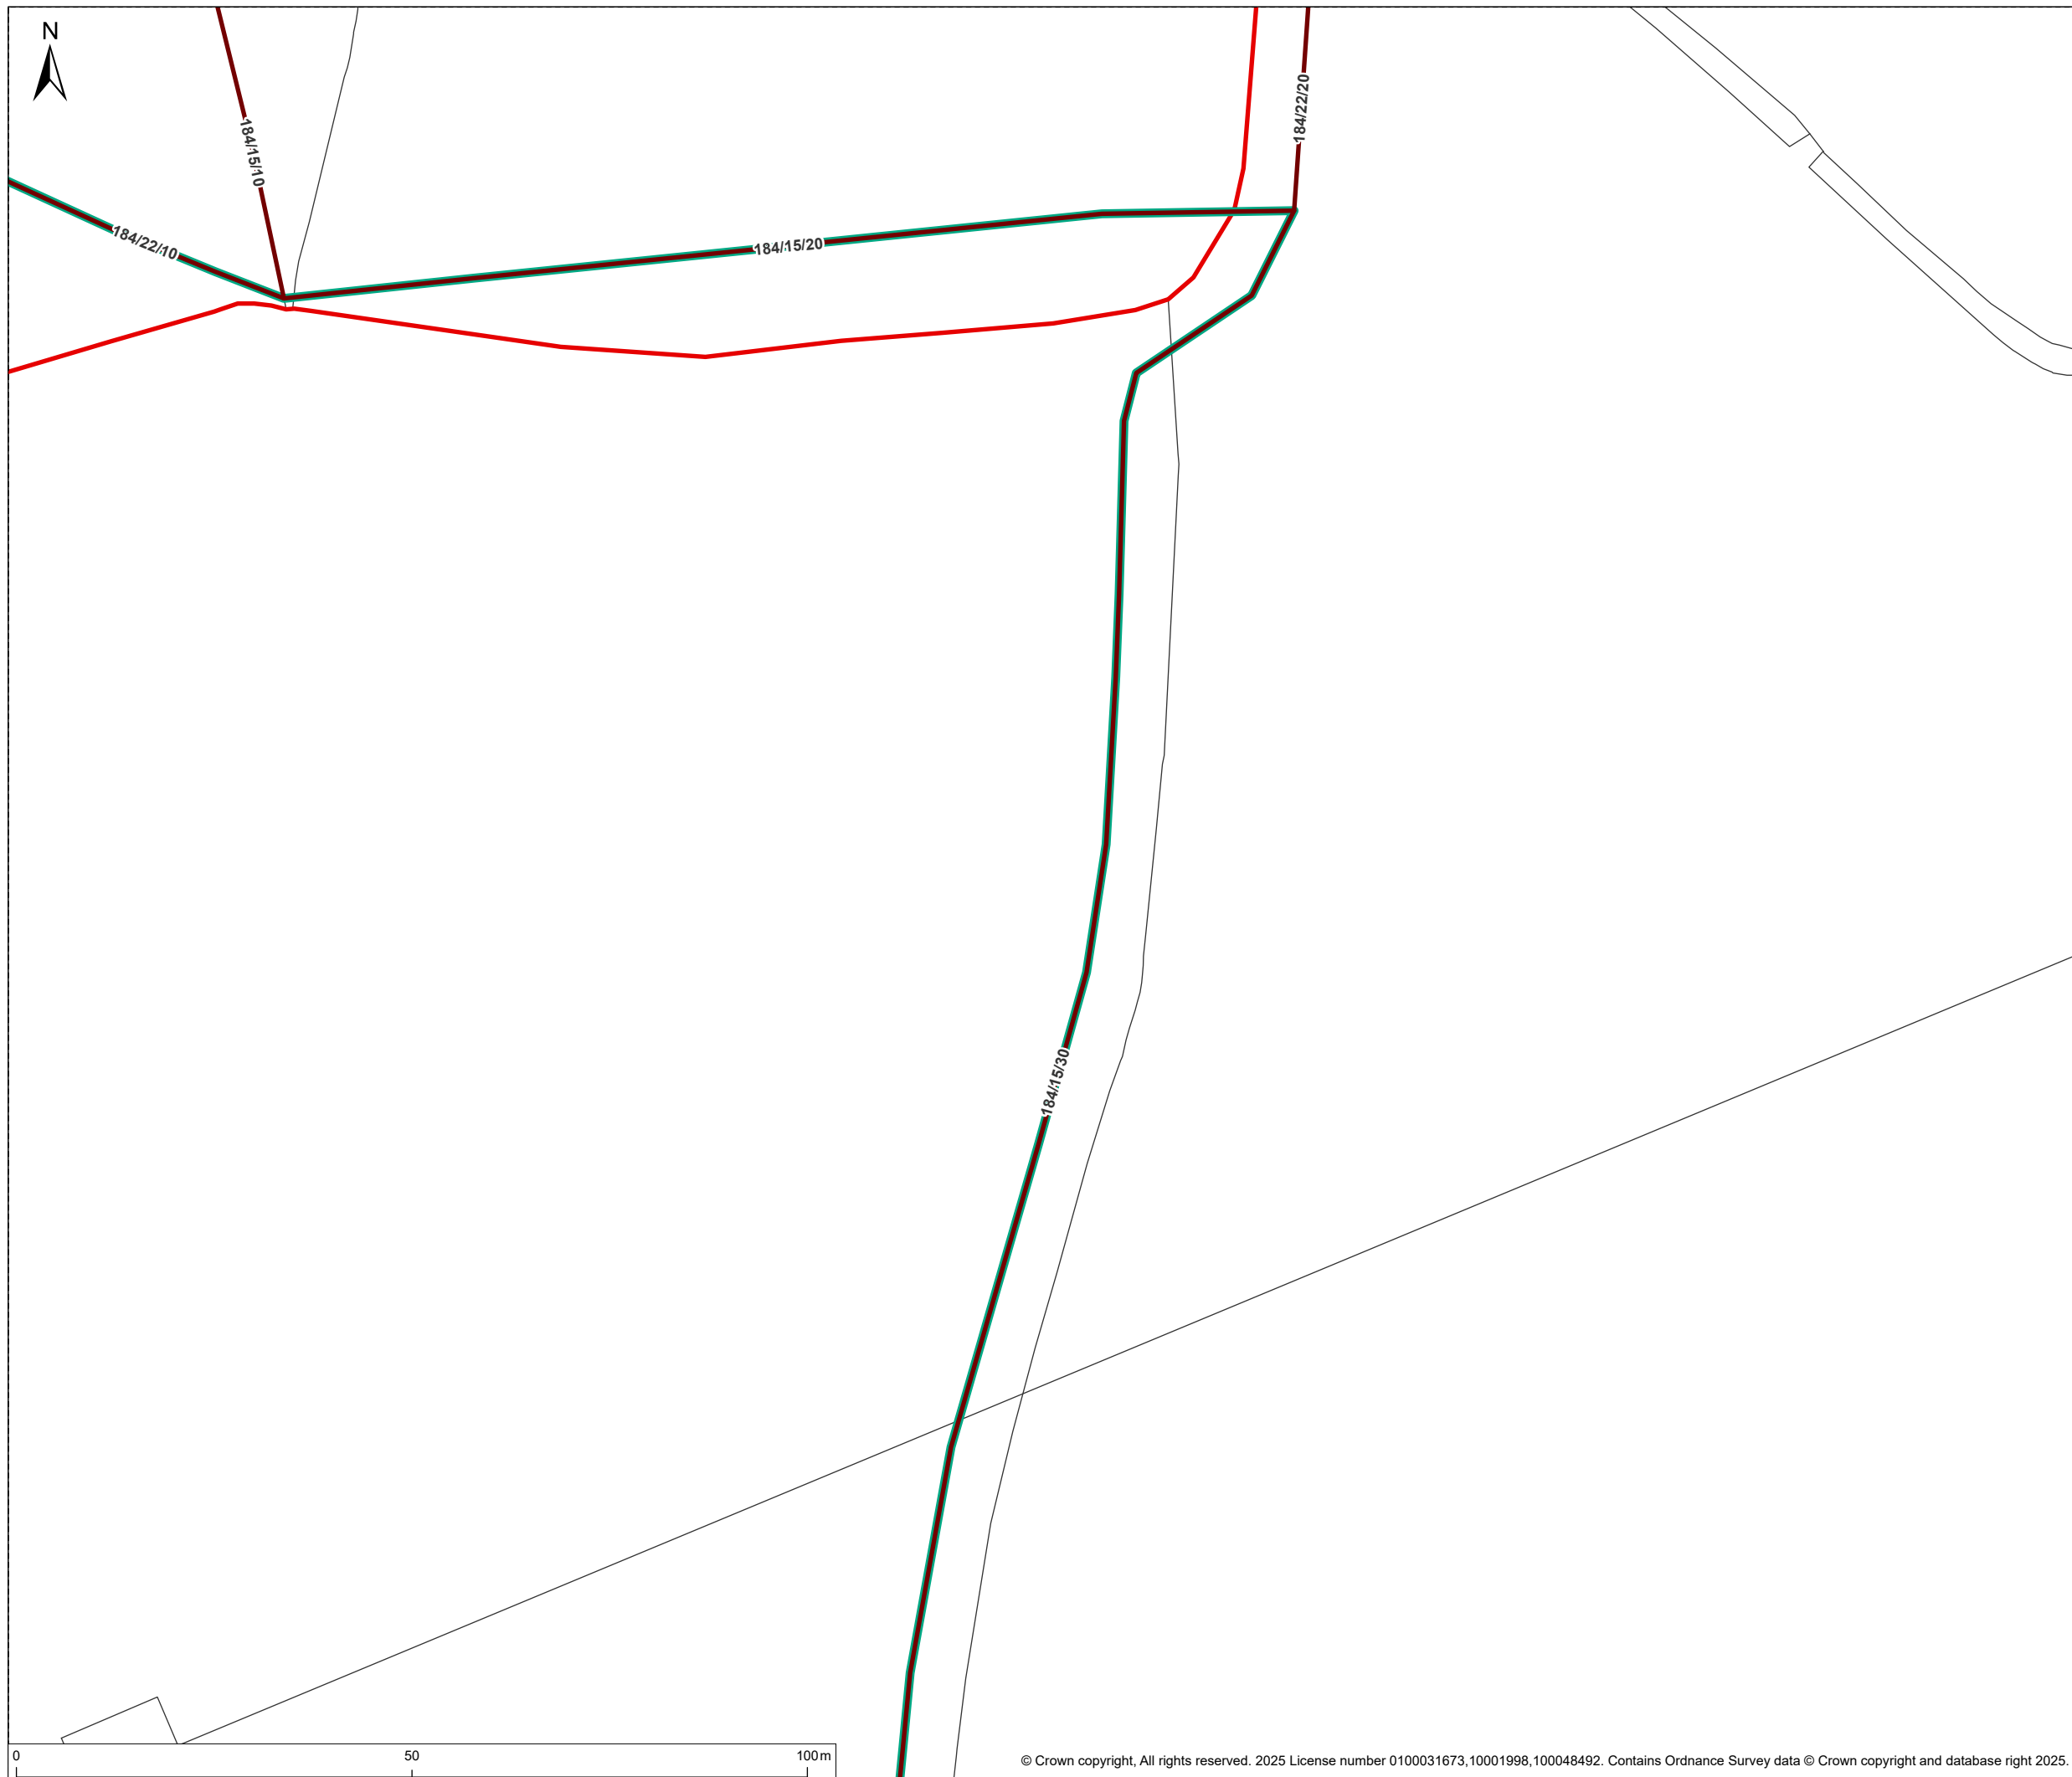 N
184/15/10
184/22/20
184/22/10
184/15/20
184/15/30
0 50 100m
© Crown copyright, All rights reserved. 2025 License number 0100031673,10001998,100048492. Contains Ordnance Survey data © Crown copyright and database right 2025.